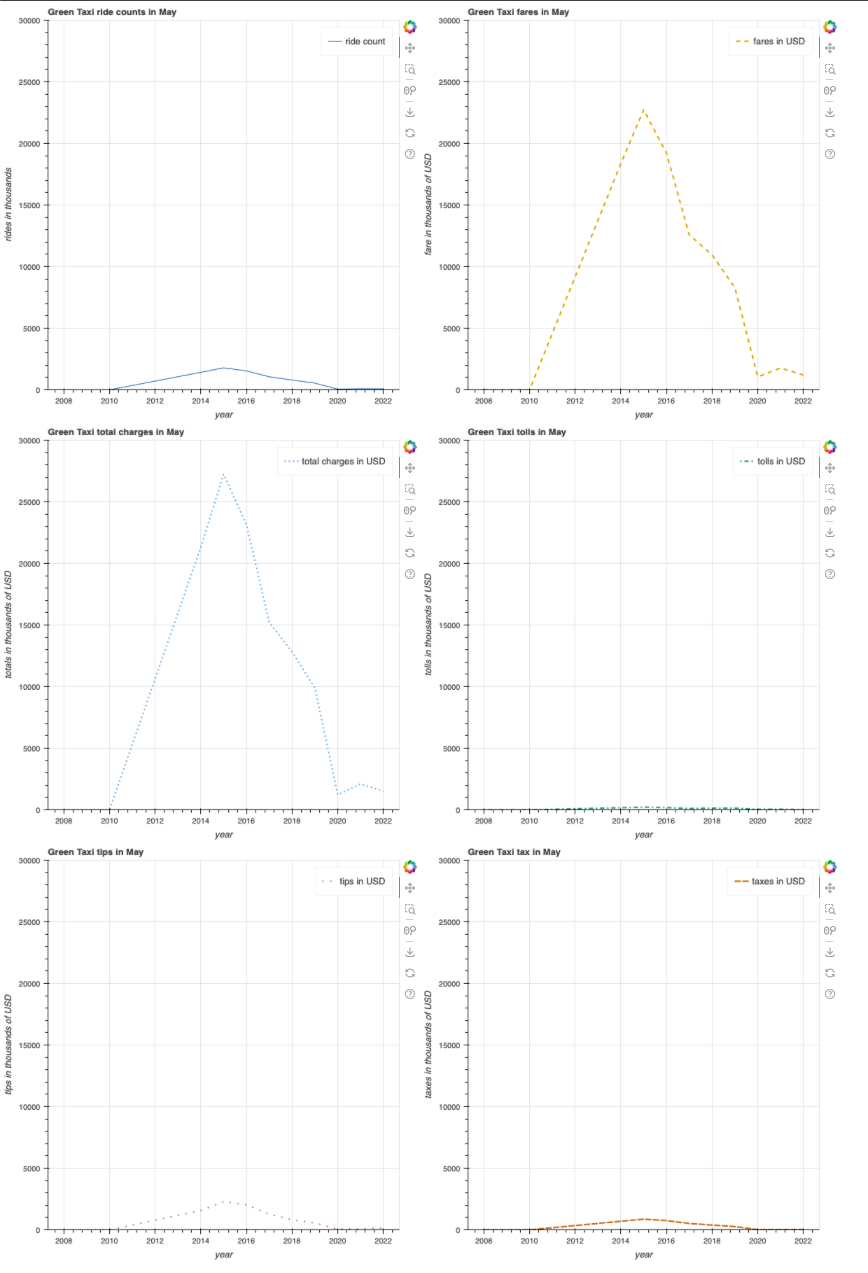 Green Taxi ride counts in May
ride count
30000
25000
20000
15000
10000
5000
0
rides in thousands
2008 2010 2012 2014 2016 2018 2020 2022
year
Green Taxi fares in May
fares in USD
30000
25000
20000
15000
10000
5000
0
fare in thousands of USD
2008 2010 2012 2014 2016 2018 2020 2022
year
Green Taxi total charges in May
total charges in USD
30000
25000
20000
15000
10000
5000
0
totals in thousands of USD
2008 2010 2012 2014 2016 2018 2020 2022
year
Green Taxi tolls in May
tolls in USD
30000
25000
20000
15000
10000
5000
0
tolls in thousands of USD
2008 2010 2012 2014 2016 2018 2020 2022
year
Green Taxi tips in May
tips in USD
30000
25000
20000
15000
10000
5000
0
tips in thousands of USD
2008 2010 2012 2014 2016 2018 2020 2022
year
Green Taxi tax in May
taxes in USD
30000
25000
20000
15000
10000
5000
0
taxes in thousands of USD
2008 2010 2012 2014 2016 2018 2020 2022
year